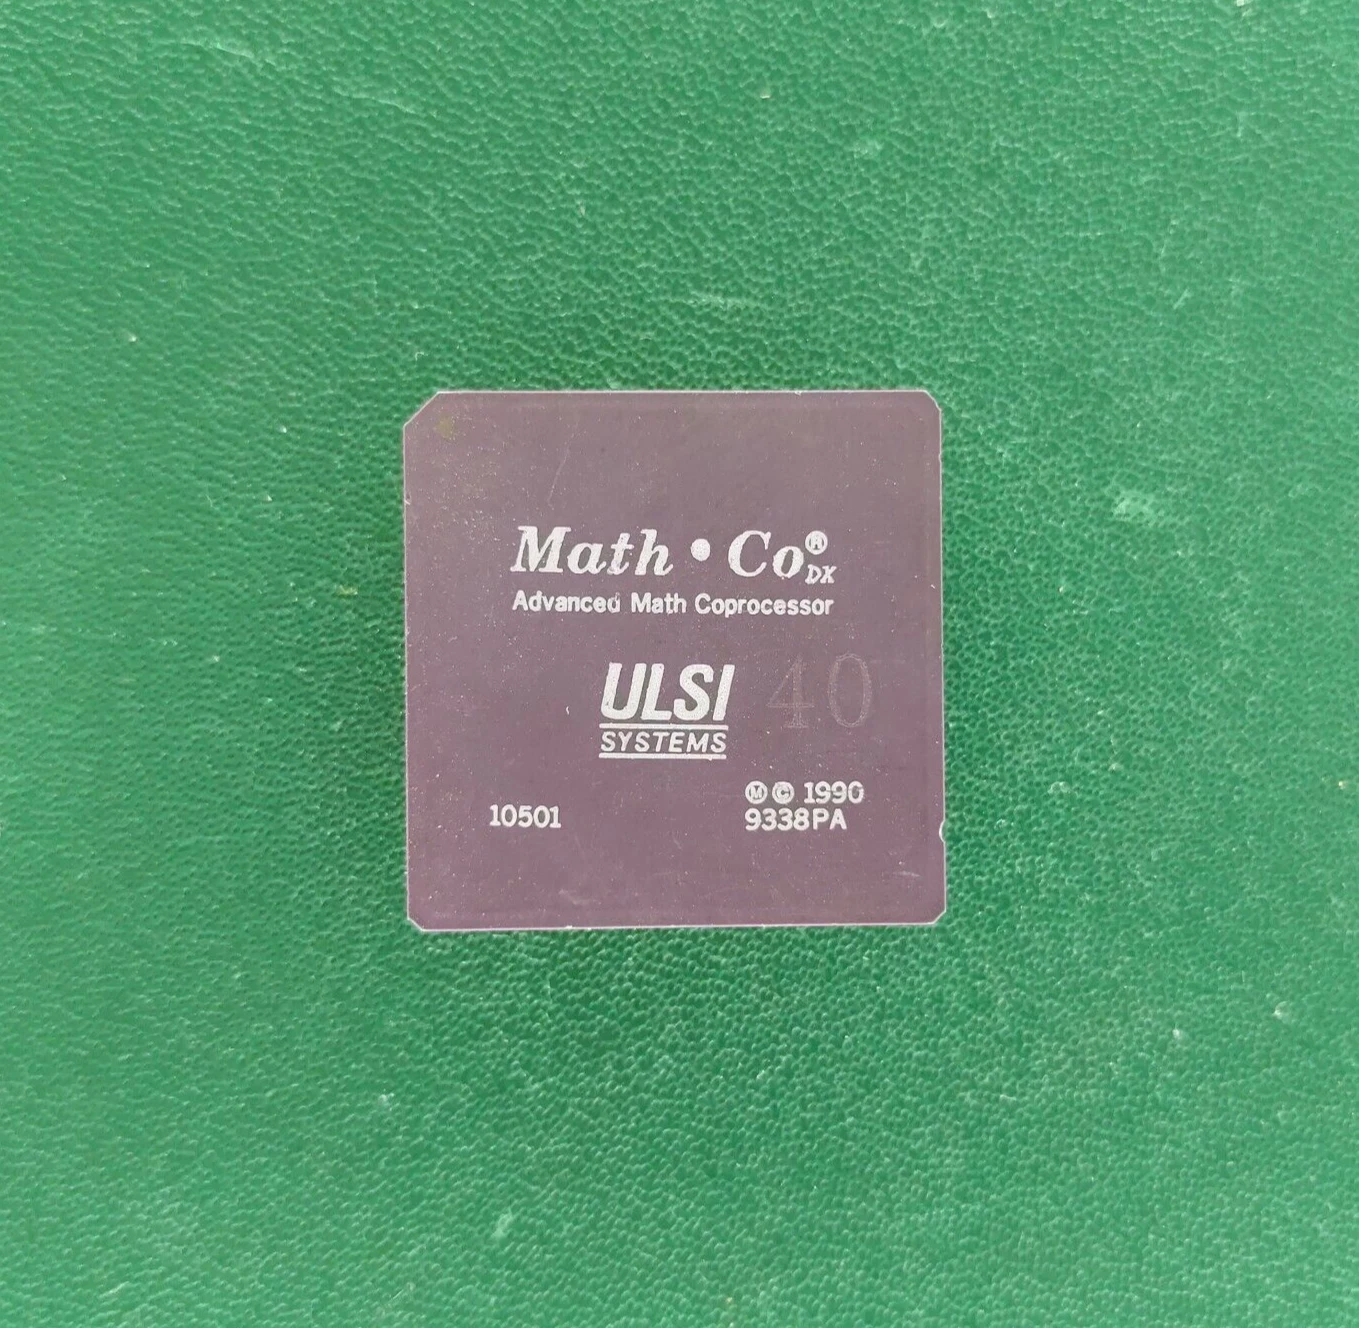 Math • Co® DX
Advanced Math Coprocessor
ULSI 40
SYSTEMS
Ⓜ © 1990
10501 9338PA